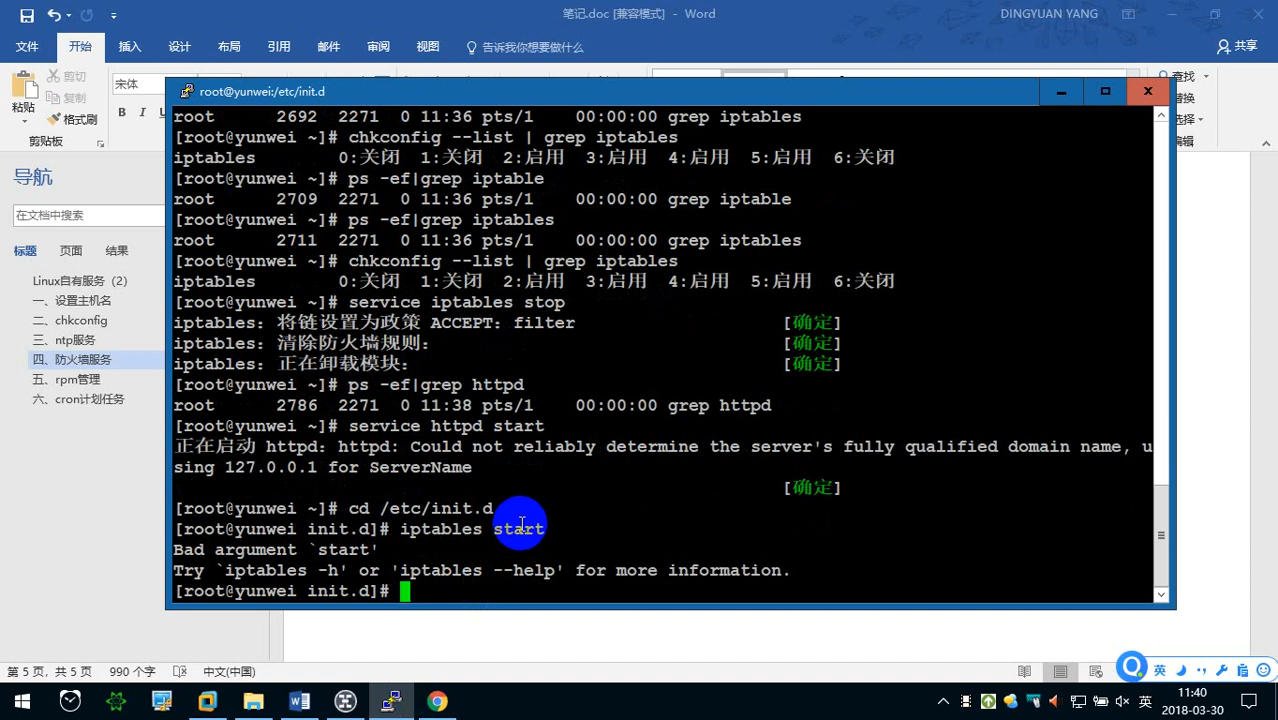 笔记.doc [兼容模式] - Word
DINGYUAN YANG
文件
开始
插入
设计
布局
引用
邮件
审阅
视图
告诉我你想要做什么
共享
粘贴
剪切
复制
格式刷
剪贴板
宋体
B
I
查找
替换
选择
编辑
导航
在文档中搜索
标题
页面
结果
Linux自有服务 (2)
一、设置主机名
二、chkconfig
三、ntp服务
四、防火墙服务
五、rpm管理
六、cron计划任务
root@yunwei:/etc/init.d
root 2692 2271 0 11:36 pts/1 00:00:00 grep iptables
[root@yunwei ~]# chkconfig --list | grep iptables
iptables 0:关闭 1:关闭 2:启用 3:启用 4:启用 5:启用 6:关闭
[root@yunwei ~]# ps -ef|grep iptable
root 2709 2271 0 11:36 pts/1 00:00:00 grep iptable
[root@yunwei ~]# ps -ef|grep iptables
root 2711 2271 0 11:36 pts/1 00:00:00 grep iptables
[root@yunwei ~]# chkconfig --list | grep iptables
iptables 0:关闭 1:关闭 2:启用 3:启用 4:启用 5:启用 6:关闭
[root@yunwei ~]# service iptables stop
iptables: 将链设置为政策 ACCEPT: filter [确定]
iptables: 清除防火墙规则: [确定]
iptables: 正在卸载模块: [确定]
[root@yunwei ~]# ps -ef|grep httpd
root 2786 2271 0 11:38 pts/1 00:00:00 grep httpd
[root@yunwei ~]# service httpd start
正在启动 httpd: httpd: Could not reliably determine the server's fully qualified domain name, u
sing 127.0.0.1 for ServerName
[确定]
[root@yunwei ~]# cd /etc/init.d
[root@yunwei init.d]# iptables start
Bad argument `start'
Try `iptables -h' or 'iptables --help' for more information.
[root@yunwei init.d]#
第 5 页, 共 5 页
990 个字
中文(中国)
英
英
11:40
2018-03-30